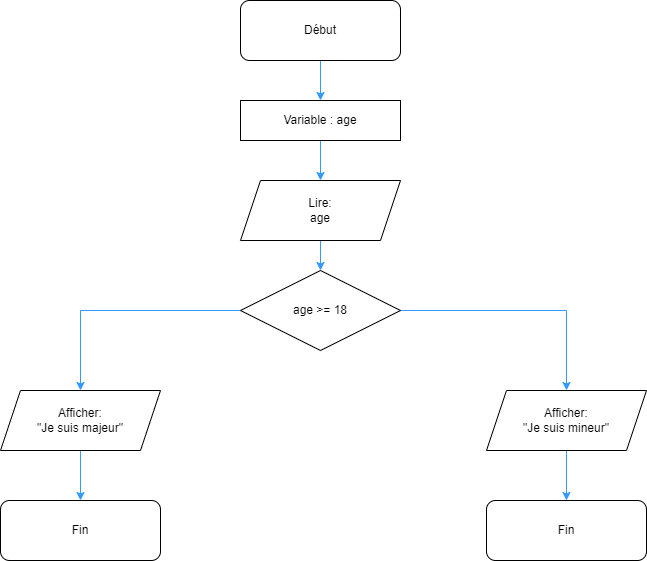 Début
Variable : age
Lire:
age
age >= 18
Afficher:
"Je suis majeur"
Afficher:
"Je suis mineur"
Fin
Fin